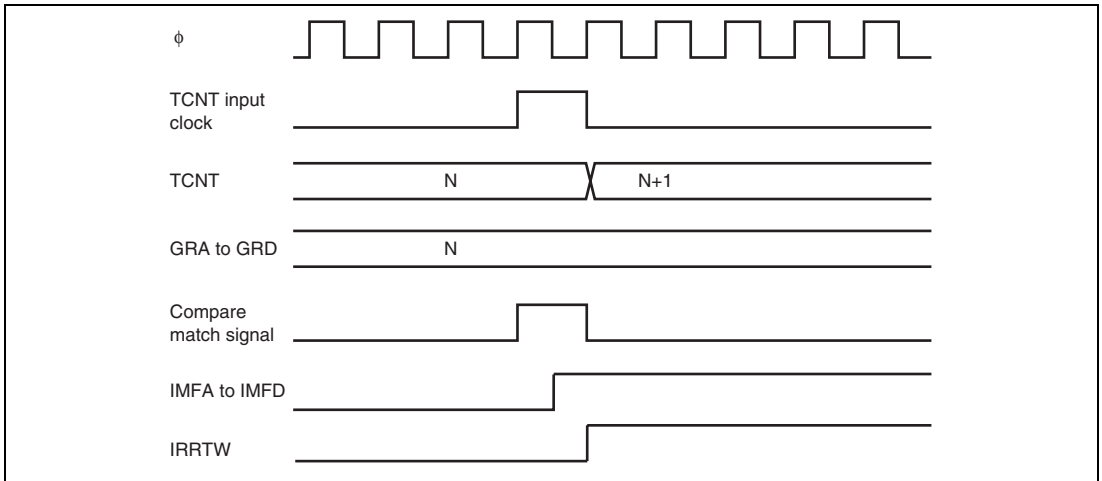 ϕ
TCNT input
clock
TCNT
N
N+1
GRA to GRD
N
Compare
match signal
IMFA to IMFD
IRRTW